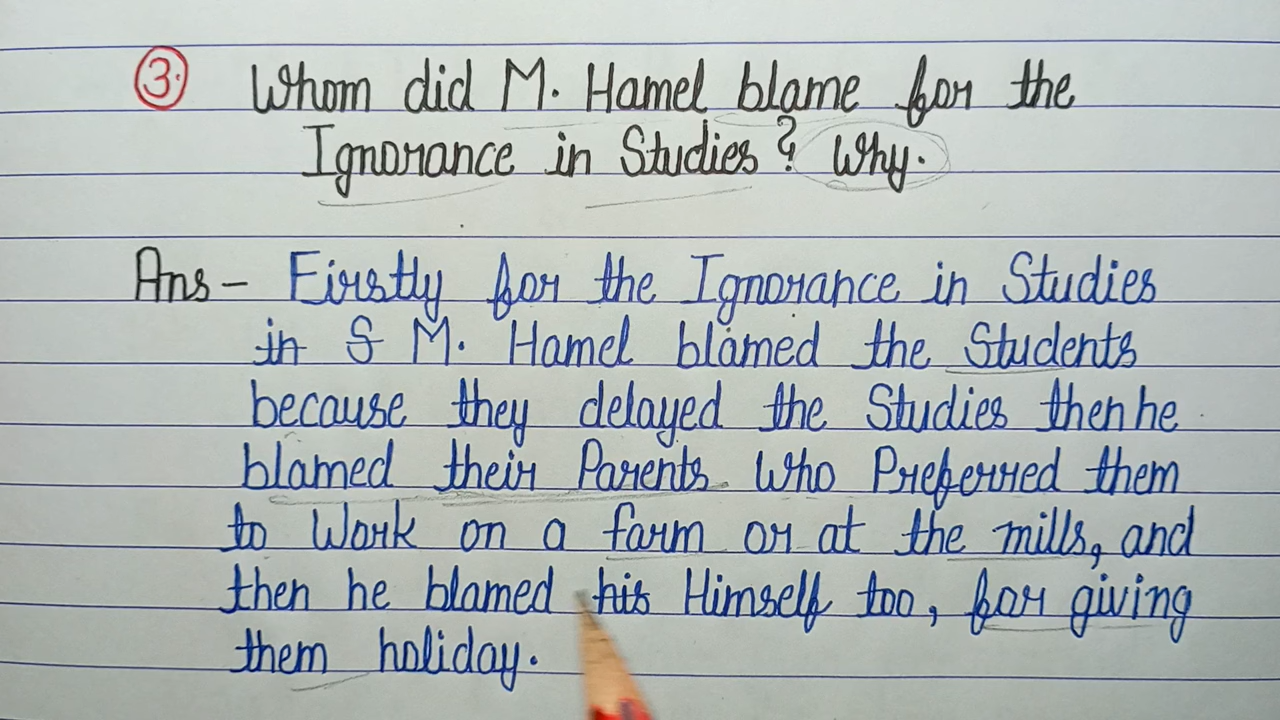 3. Whom did M. Hamel blame for the
Ignorance in Studies? Why.
Ans- Firstly for the Ignorance in Studies
in S M. Hamel blamed the Students
because they delayed the Studies then he
blamed their Parents who Preferred them
to work on a farm or at the mills, and
then he blamed his Himself too, for giving
them holiday.